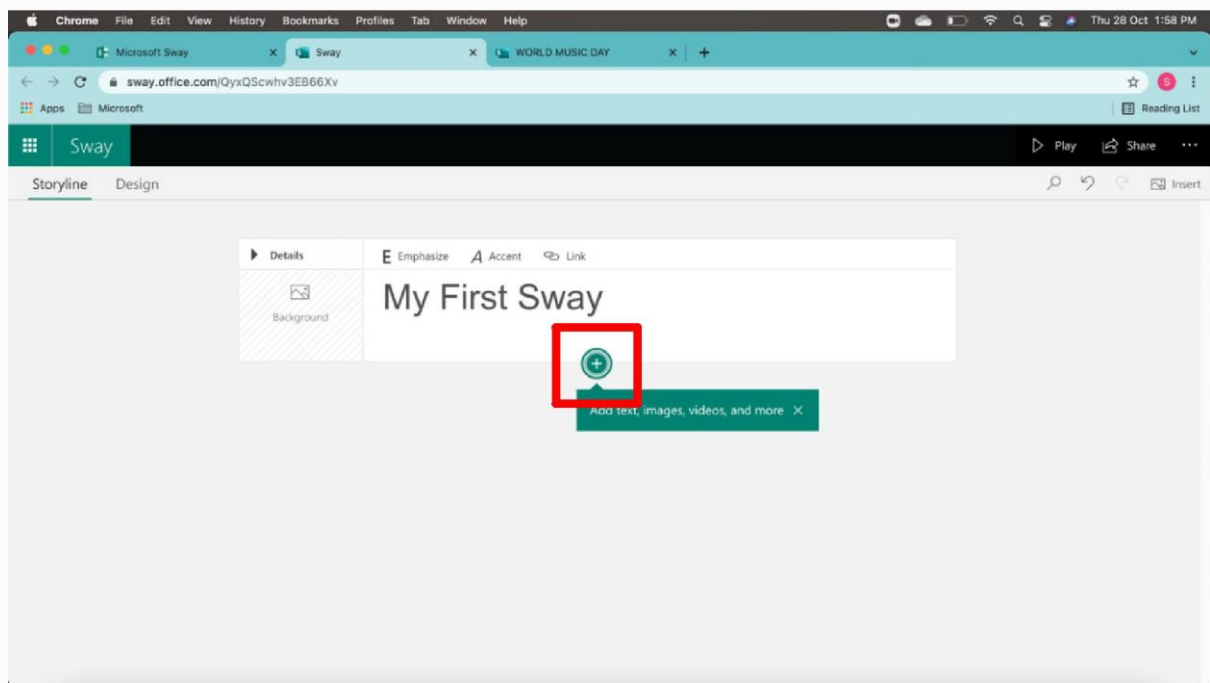 Chrome File Edit View History Bookmarks Profiles Tab Window Help Thu 28 Oct 1:58 PM
Microsoft Sway × Sway × WORLD MUSIC DAY × +
sway.office.com/QyxQScwhv3EB66Xv S
Apps Microsoft Reading List
Sway Play Share ...
Storyline Design Insert
Details E Emphasize A Accent Link
Background
My First Sway
Add text, images, videos, and more ×